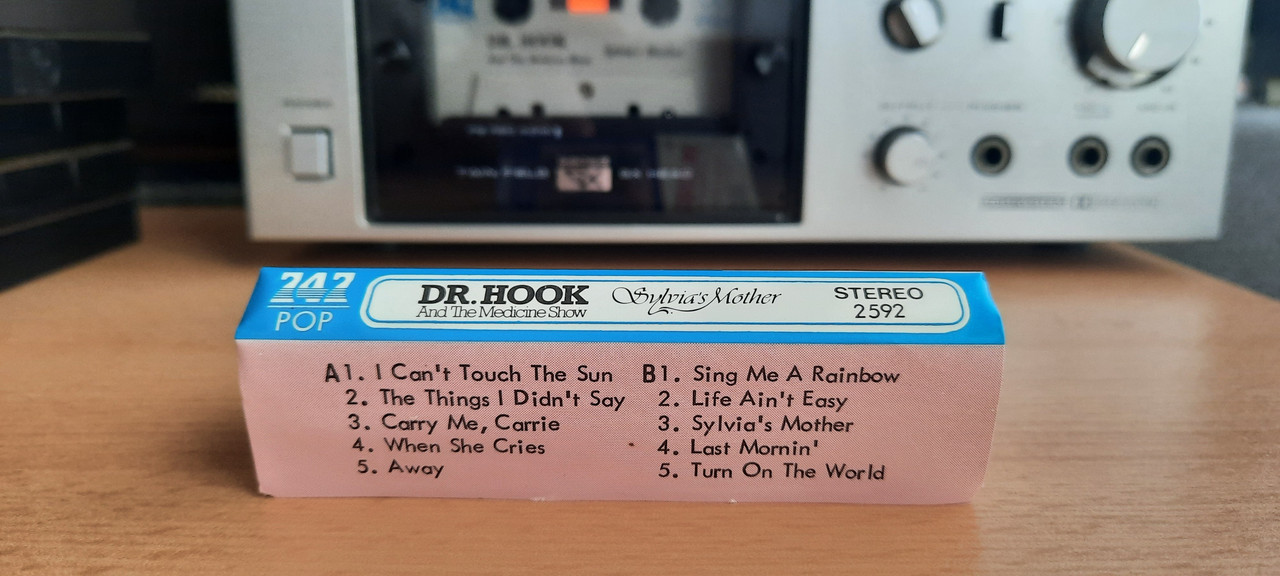 DR. HOOK
747
POP
DR. HOOK
And The Medicine Show
Sylvia's Mother
STEREO
2592
A1. I Can't Touch The Sun
2. The Things I Didn't Say
3. Carry Me, Carrie
4. When She Cries
5. Away
B1. Sing Me A Rainbow
2. Life Ain't Easy
3. Sylvia's Mother
4. Last Mornin'
5. Turn On The World